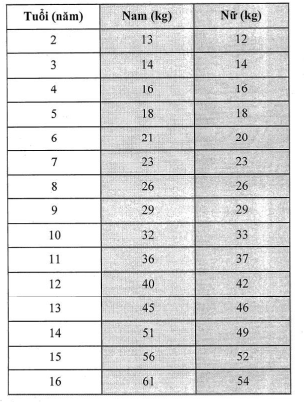 Tuổi (năm) Nam (kg) Nữ (kg)
2 13 12
3 14 14
4 16 16
5 18 18
6 21 20
7 23 23
8 26 26
9 29 29
10 32 33
11 36 37
12 40 42
13 45 46
14 51 49
15 56 52
16 61 54